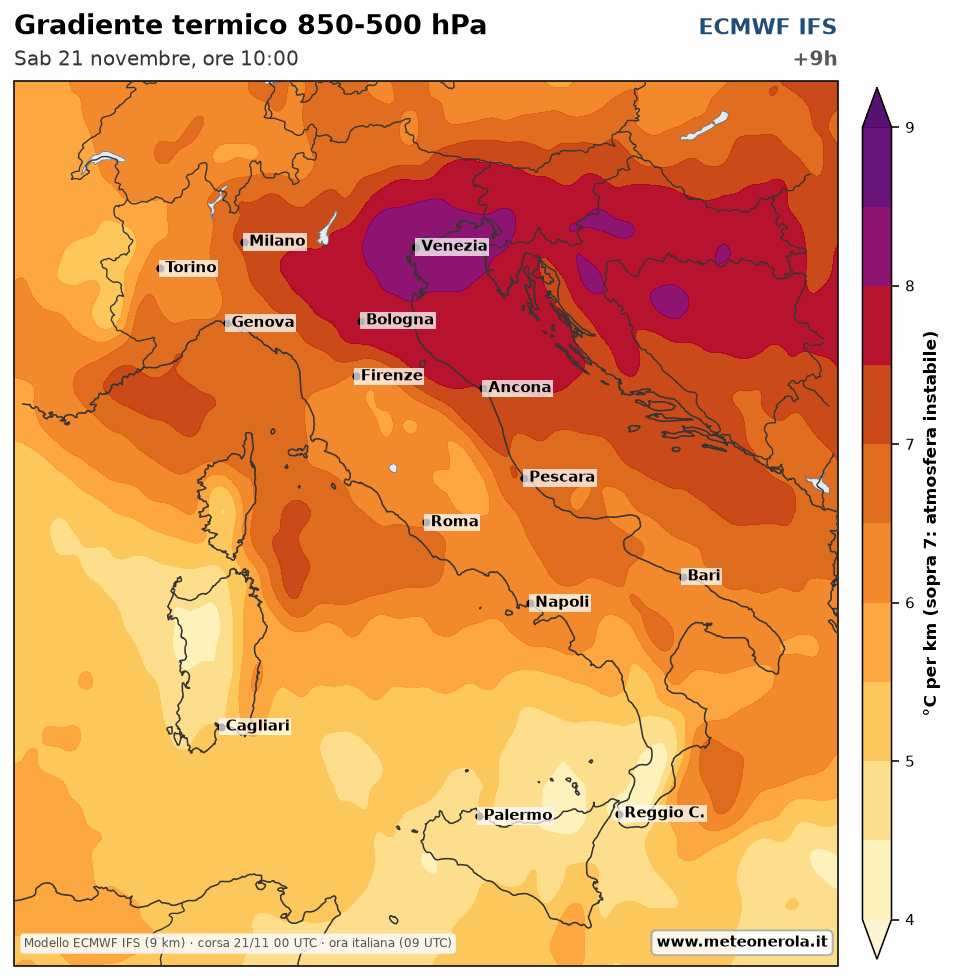 Gradiente termico 850-500 hPa
ECMWF IFS
Sab 21 novembre, ore 10:00
+9h
Milano
Venezia
Torino
Genova
Bologna
Firenze
Ancona
Pescara
Roma
Bari
Napoli
Cagliari
Palermo
Reggio C.
9
8
7
6
5
4
°C per km (sopra 7: atmosfera instabile)
Modello ECMWF IFS (9 km) · corsa 21/11 00 UTC · ora italiana (09 UTC)
www.meteonerola.it